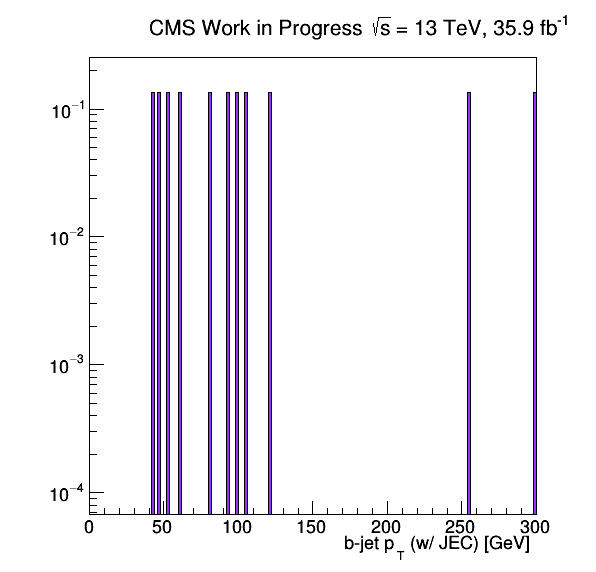 CMS Work in Progress √s = 13 TeV, 35.9 fb⁻¹
10⁻¹
10⁻²
10⁻³
10⁻⁴
0 50 100 150 200 250 300
b-jet p_T (w/ JEC) [GeV]